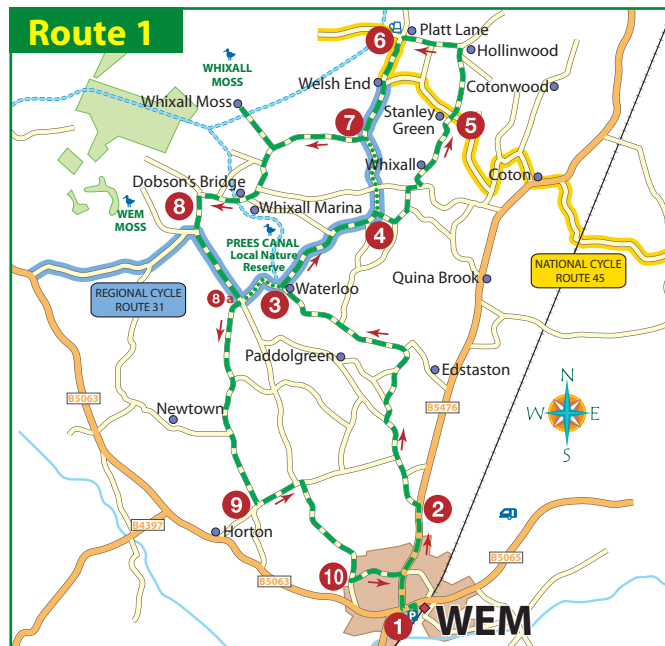 Route 1
6
Platt Lane
Hollinwood
WHIXALL
MOSS
Welsh End
Cotonwood
Whixall Moss
Stanley
Green
7
5
Whixall
Coton
Dobson's Bridge
8
WEM
MOSS
Whixall Marina
PREES CANAL
Local Nature
Reserve
4
Quina Brook
NATIONAL CYCLE
ROUTE 45
REGIONAL CYCLE
ROUTE 31
8 a
3
Waterloo
Paddolgreen
Edstaston
B5063
B5476
N
W
E
S
Newtown
9
2
Horton
B4397
B5065
B5063
10
1
P
WEM